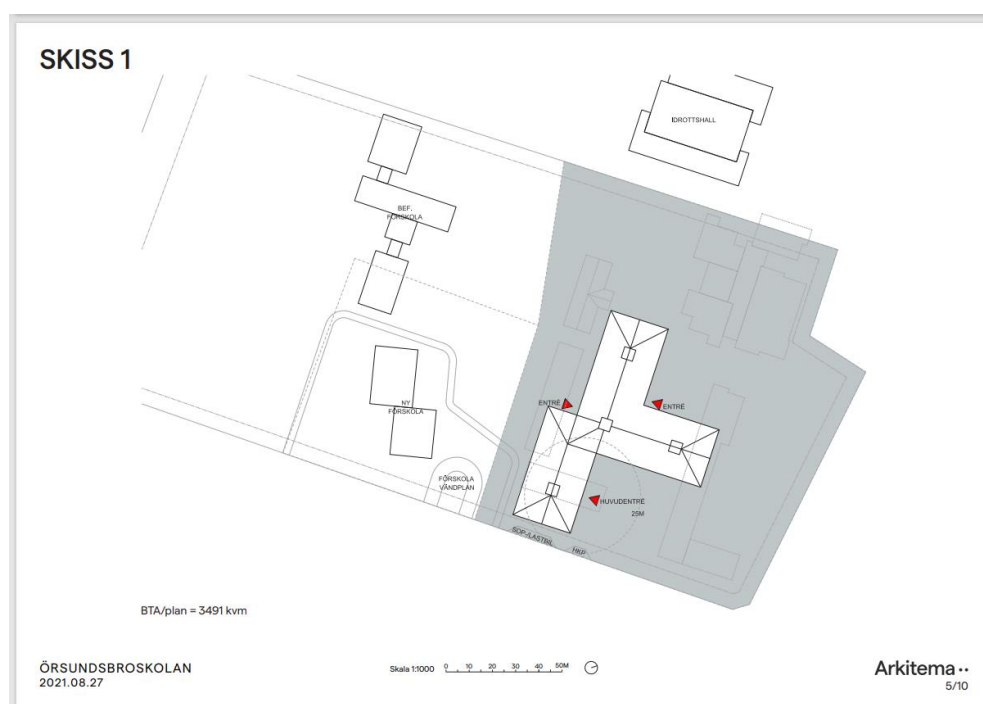 SKISS 1
IDROTTSHALL
BEF.
FÖRSKOLA
ENTRÉ
ENTRÉ
NY
FÖRSKOLA
FÖRSKOLA
VÄNDPLAN
HUVUDENTRÉ
25M
SOP-/LASTBIL
HKP
BTA/plan = 3491 kvm
ÖRSUNDSBROSKOLAN
2021.08.27
Skala 1:1000 0 10 20 30 40 50M
Arkitema ··
5/10